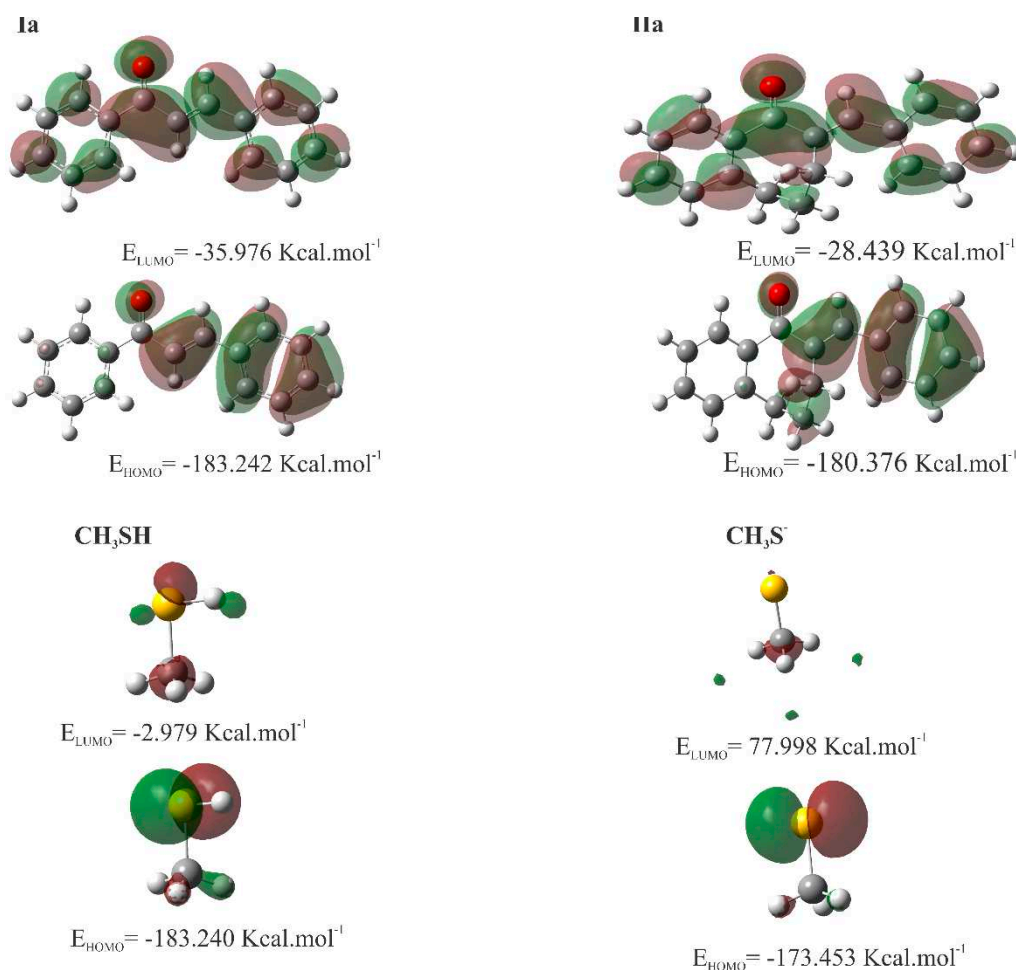 Ia
IIa
E_LUMO= -35.976 Kcal.mol⁻¹
E_LUMO= -28.439 Kcal.mol⁻¹
E_HOMO= -183.242 Kcal.mol⁻¹
E_HOMO= -180.376 Kcal.mol⁻¹
CH₃SH
CH₃S⁻
E_LUMO= -2.979 Kcal.mol⁻¹
E_LUMO= 77.998 Kcal.mol⁻¹
E_HOMO= -183.240 Kcal.mol⁻¹
E_HOMO= -173.453 Kcal.mol⁻¹